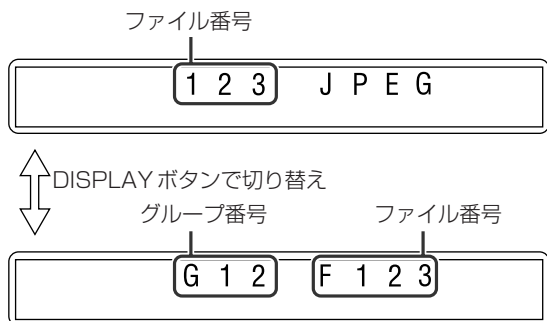 ファイル番号
1 2 3 J P E G
DISPLAYボタンで切り替え
グループ番号 ファイル番号
G 1 2 F 1 2 3